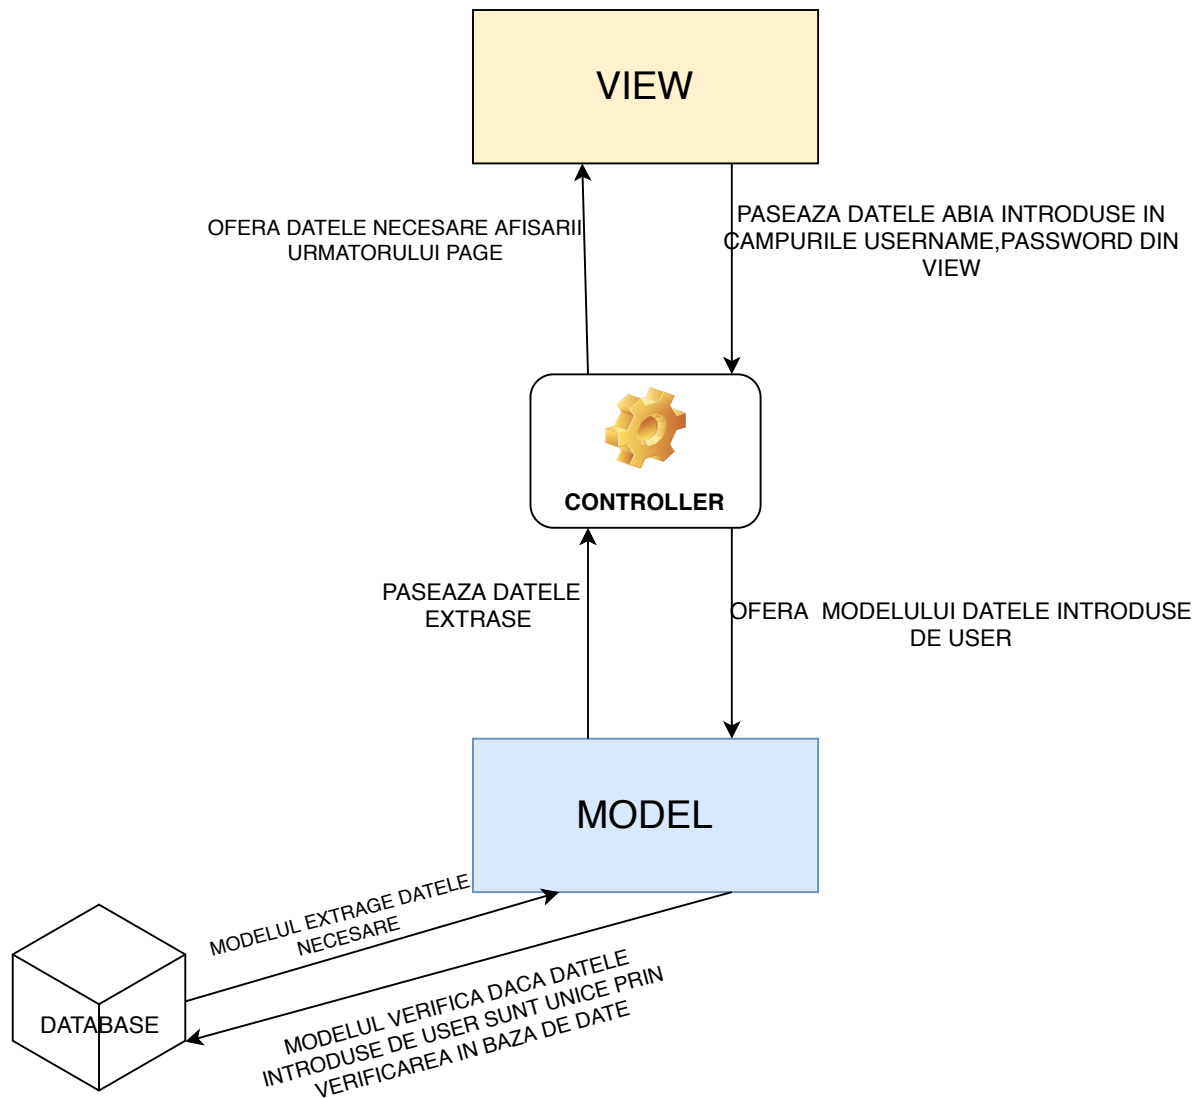 VIEW
OFERA DATELE NECESARE AFISARII
URMATORULUI PAGE
PASEAZA DATELE ABIA INTRODUSE IN
CAMPURILE USERNAME,PASSWORD DIN
VIEW
CONTROLLER
PASEAZA DATELE
EXTRASE
OFERA  MODELULUI DATELE INTRODUSE
DE USER
MODEL
MODELUL EXTRAGE DATELE
NECESARE
DATABASE
MODELUL VERIFICA DACA DATELE
INTRODUSE DE USER SUNT UNICE PRIN
VERIFICAREA IN BAZA DE DATE